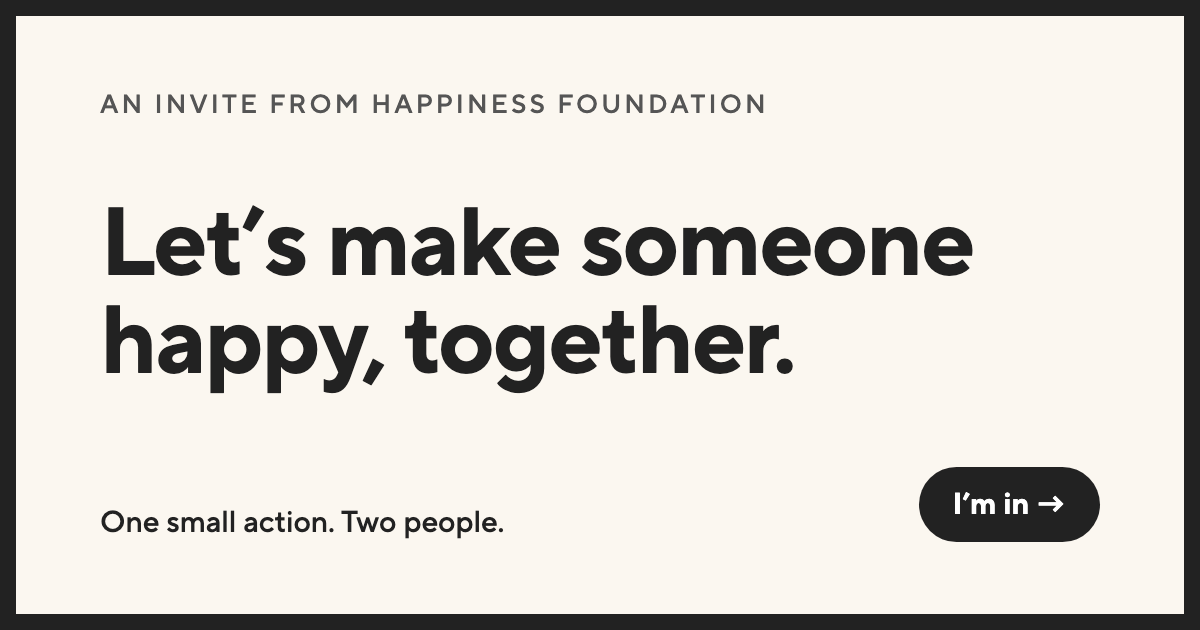 AN INVITE FROM HAPPINESS FOUNDATION
Let’s make someone
happy, together.
One small action. Two people.
I’m in →